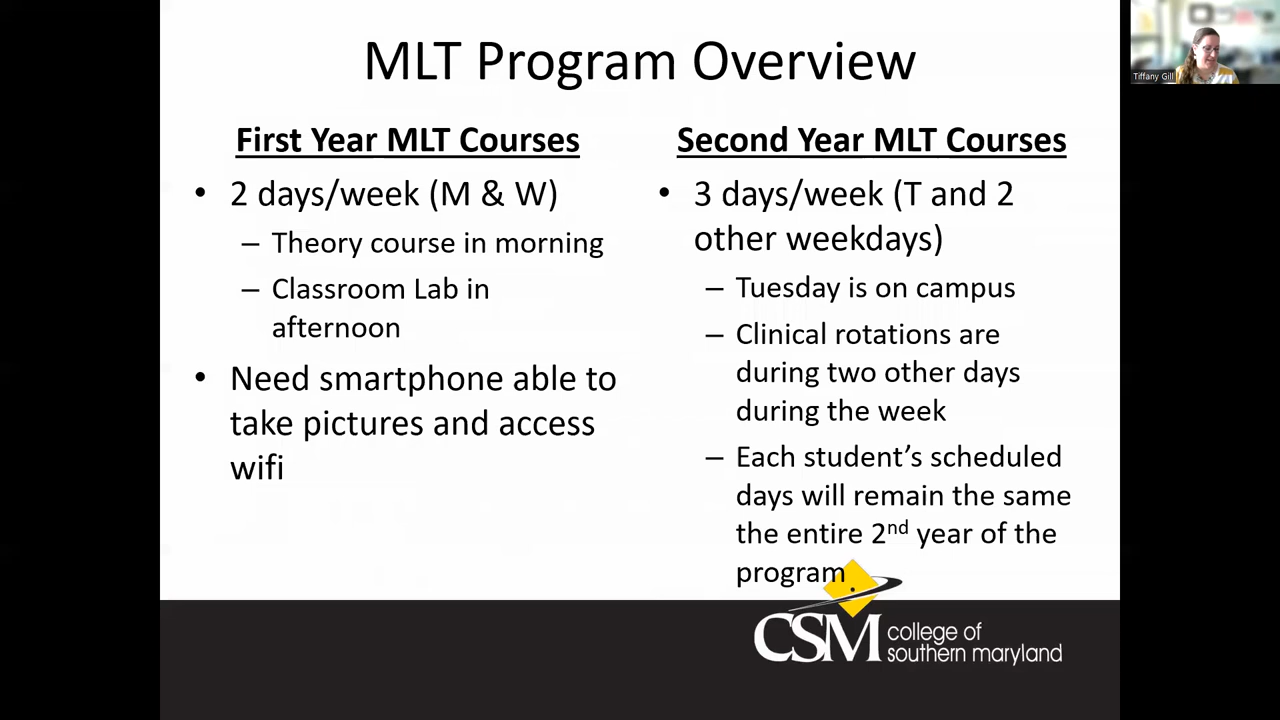 MLT Program Overview
First Year MLT Courses
• 2 days/week (M & W)
– Theory course in morning
– Classroom Lab in
afternoon
• Need smartphone able to
take pictures and access
wifi
Second Year MLT Courses
• 3 days/week (T and 2
other weekdays)
– Tuesday is on campus
– Clinical rotations are
during two other days
during the week
– Each student’s scheduled
days will remain the same
the entire 2nd year of the
program.
CSM college of
southern maryland
Tiffany Gill